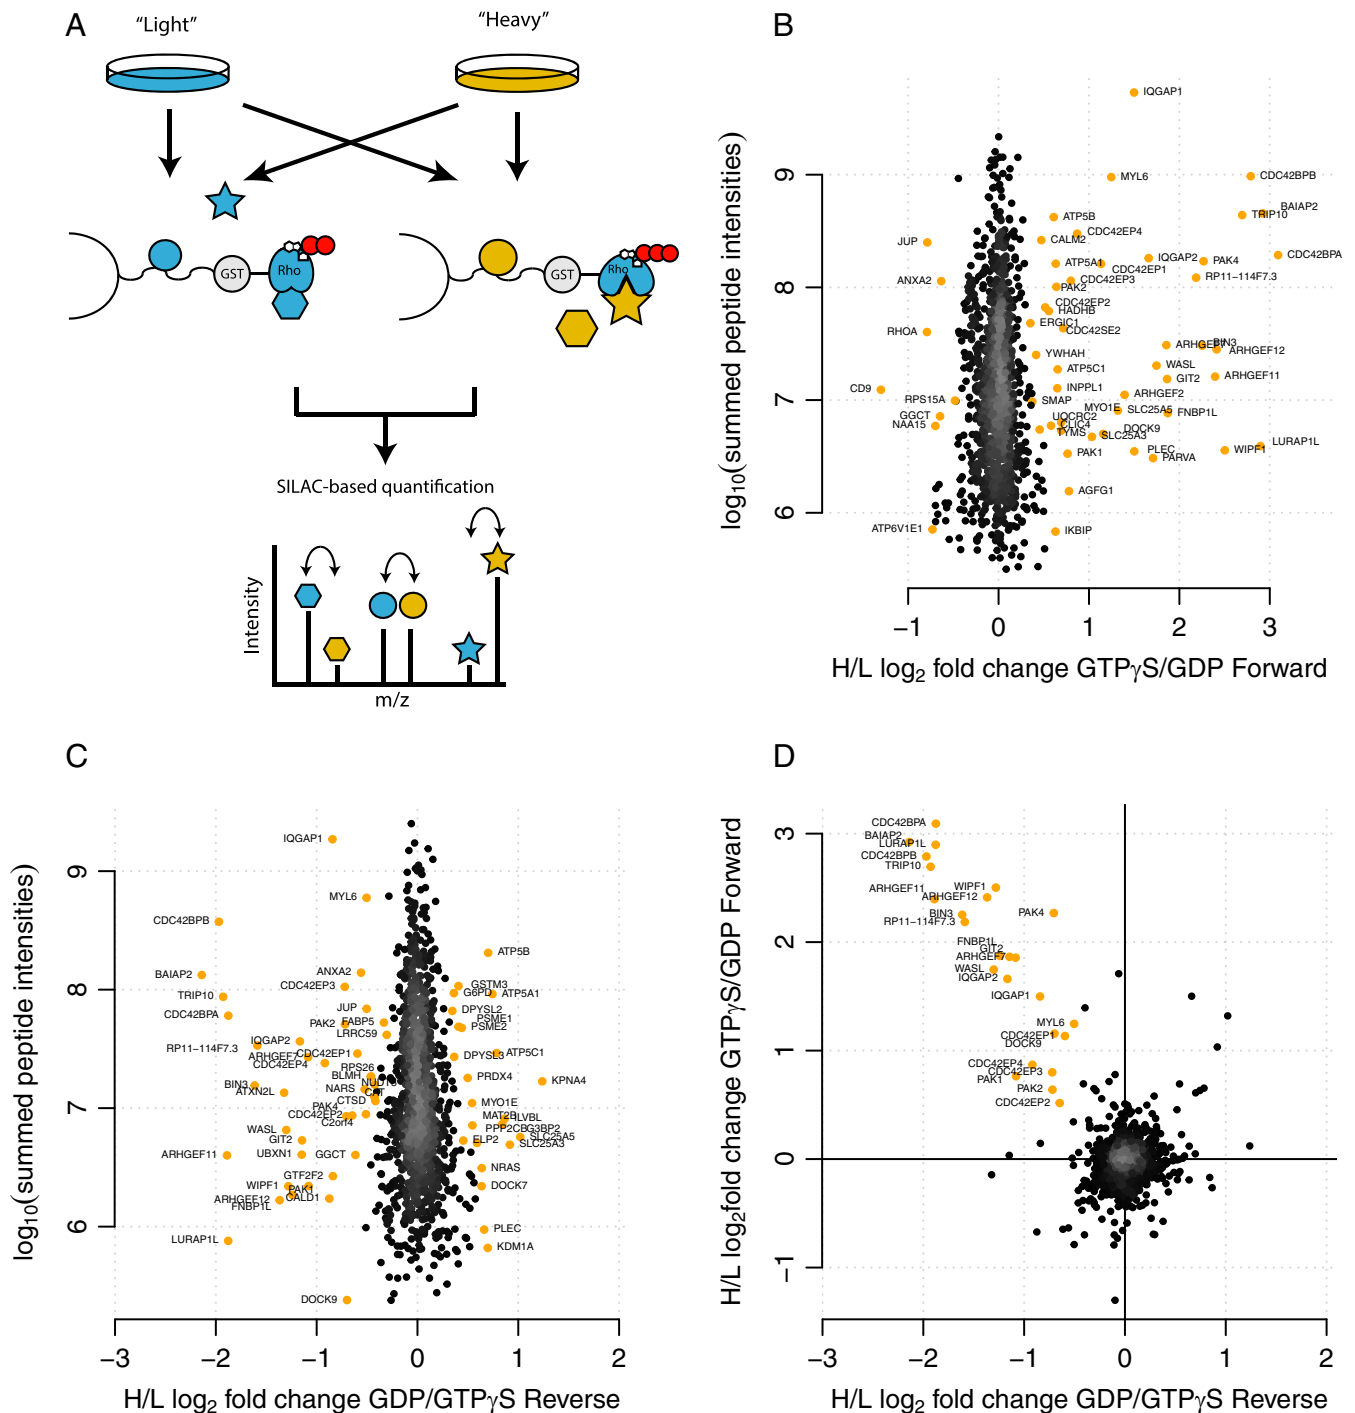 A
"Light"
"Heavy"
GST
Rho
GST
Rho
SILAC-based quantification
Intensity
m/z
B
log10(summed peptide intensities)
9
8
7
6
IQGAP1
MYL6
CDC42BPB
BAIAP2
TRIP10
ATP5B
CDC42EP4
JUP
CALM2
CDC42BPA
IQGAP2
PAK4
ATP5A1
CDC42EP1
RP11-114F7.3
ANXA2
CDC42EP3
PAK2
CDC42EP2
HADHB
ERGIC1
CDC42SE2
RHOA
ARHGEF7
BIN3
ARHGEF12
YWHAH
WASL
ATP5C1
ARHGEF11
GIT2
CD9
INPPL1
ARHGEF2
RPS15A
SMAP
MYO1E
SLC25A5
FNBP1L
GGCT
UQCRC2
NAA15
CLIC4
DOCK9
TYMS
SLC25A3
LURAP1L
PAK1
PLEC
WIPF1
PARVA
AGFG1
ATP6V1E1
IKBIP
−1
0
1
2
3
H/L log2 fold change GTPγS/GDP Forward
C
log10(summed peptide intensities)
9
8
7
6
IQGAP1
MYL6
CDC42BPB
ATP5B
BAIAP2
ANXA2
CDC42EP3
GSTM3
TRIP10
G6PD
ATP5A1
CDC42BPA
JUP
DPYSL2
PSME1
PAK2
FABP5
PSME2
LRRC59
IQGAP2
RP11-114F7.3
ARHGEF7
CDC42EP1
DPYSL3
ATP5C1
CDC42EP4
RPS26
BLMH
PRDX4
KPNA4
BIN3
ATXN2L
NARS
CAT
CTSD
MYO1E
PAK4
CDC42EP2
C2orf4
MAT2B
ILVBL
PPP2CB
G3BP2
WASL
GIT2
ELP2
SLC25A5
SLC25A3
ARHGEF11
UBXN1
GGCT
NRAS
GTF2F2
WIPF1
PAK1
DOCK7
ARHGEF12
CALD1
FNBP1L
LURAP1L
PLEC
KDM1A
DOCK9
−3
−2
−1
0
1
2
H/L log2 fold change GDP/GTPγS Reverse
D
H/L log2fold change GTPγS/GDP Forward
3
2
1
0
−1
CDC42BPA
BAIAP2
LURAP1L
CDC42BPB
TRIP10
ARHGEF11
WIPF1
ARHGEF12
BIN3
PAK4
RP11-114F7.3
FNBP1L
GIT2
ARHGEF7
WASL
IQGAP2
IQGAP1
MYL6
CDC42EP1
DOCK9
CDC42EP4
CDC42EP3
PAK1
PAK2
CDC42EP2
−3
−2
−1
0
1
2
H/L log2 fold change GDP/GTPγS Reverse